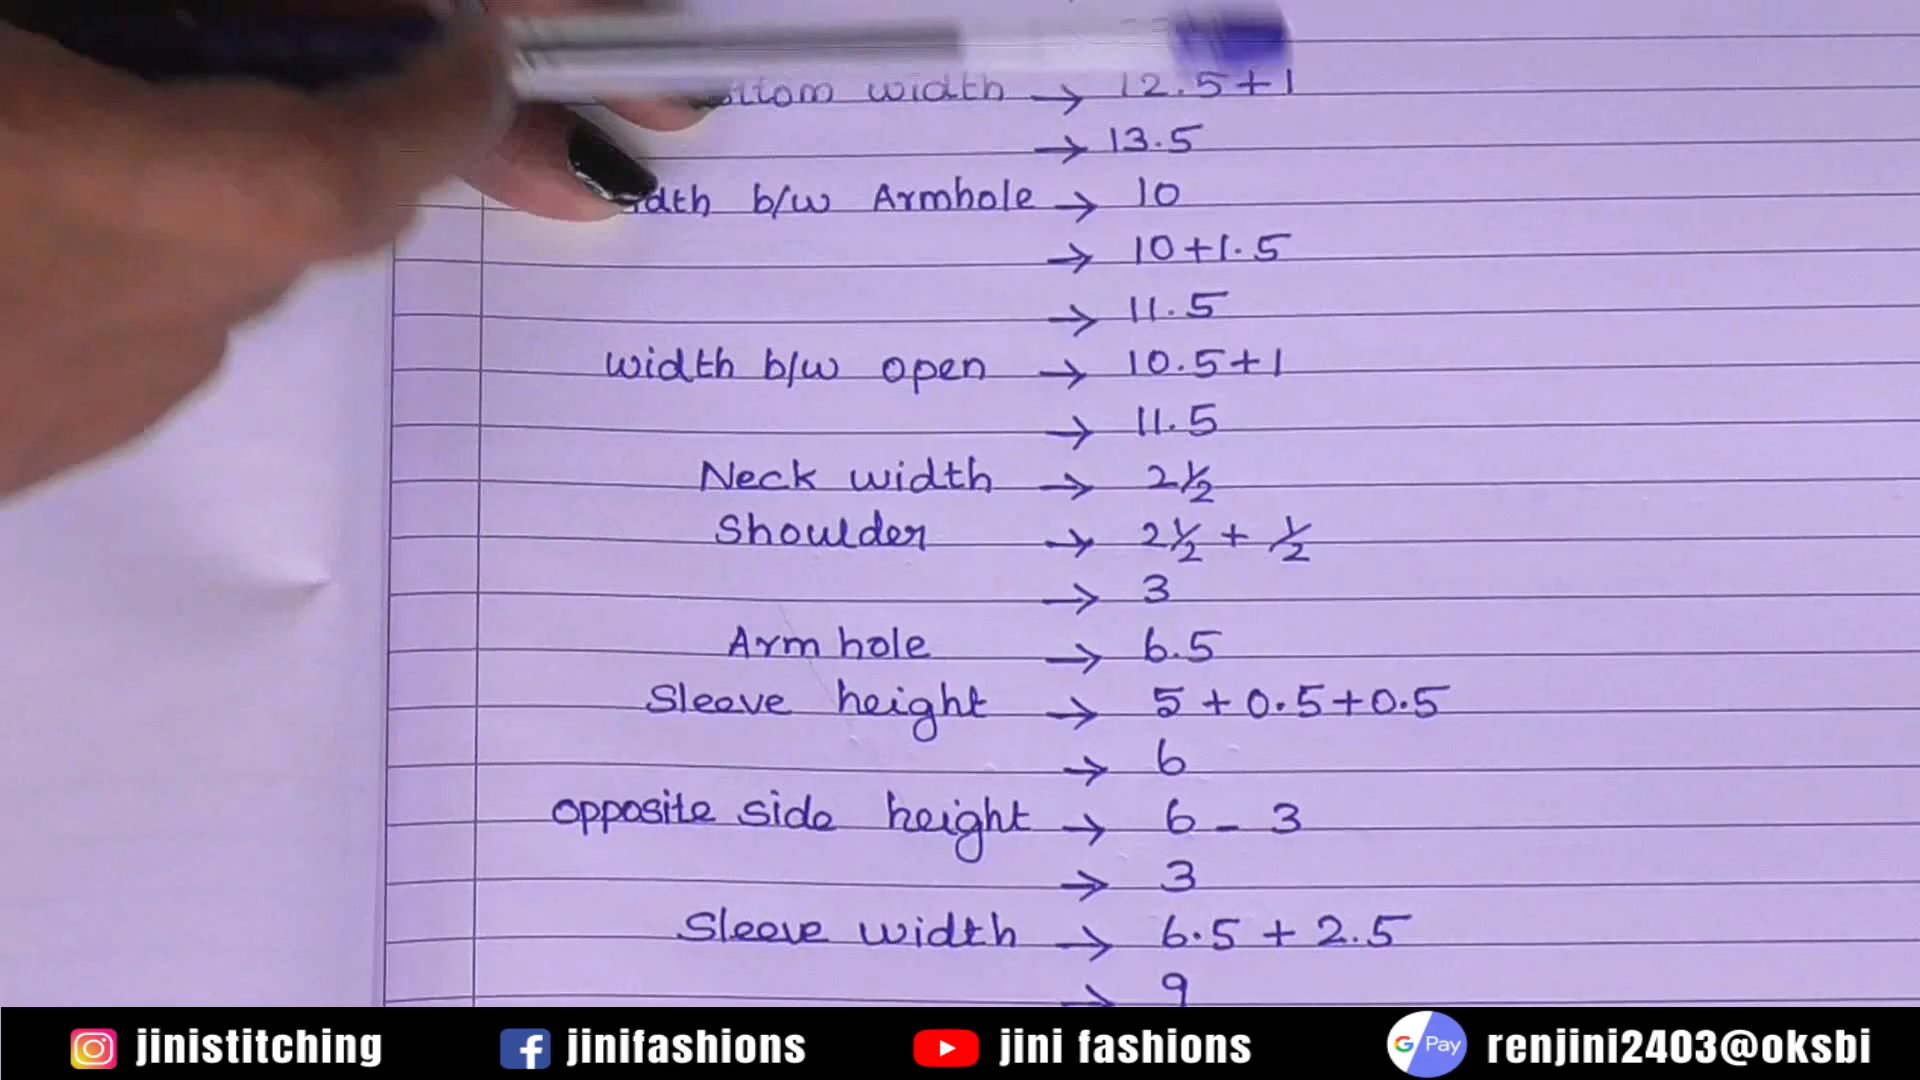 width → 12.5+1
→ 13.5
b/w Armhole → 10
→ 10+1.5
→ 11.5
width b/w open → 10.5+1
→ 11.5
Neck width → 2½
Shoulder → 2½ + ½
→ 3
Armhole → 6.5
Sleeve height → 5 + 0.5+0.5
→ 6
opposite side height → 6 - 3
→ 3
Sleeve width → 6.5 + 2.5
→ 9
jinistitching jinifashions jini fashions G Pay renjini2403@oksbi